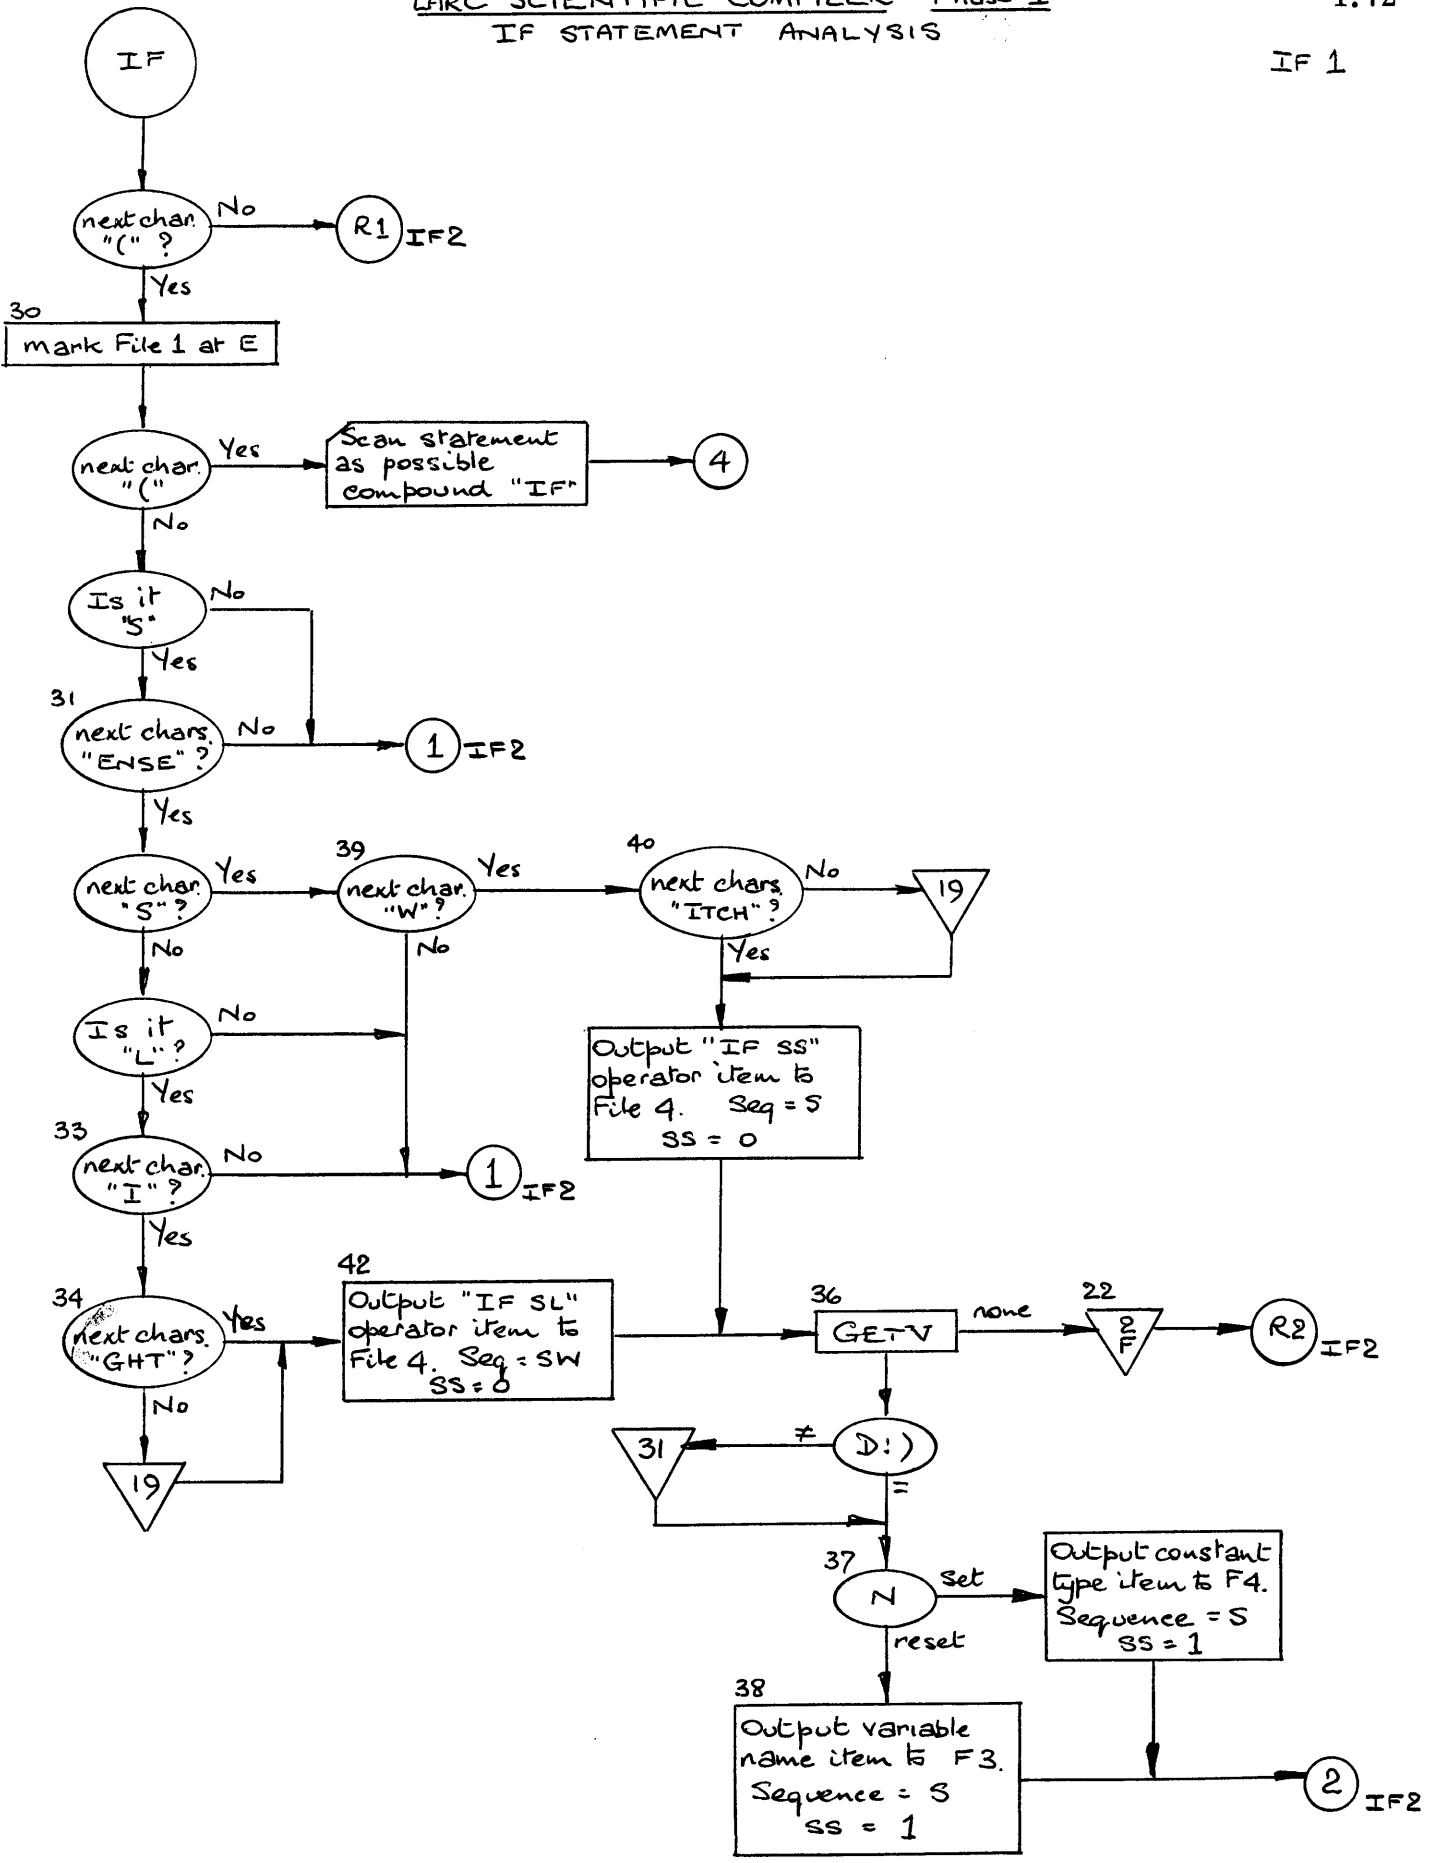 LARC SCIENTIFIC COMPILER PHASE I
1.12
IF STATEMENT ANALYSIS
IF 1
IF
next char.
"(" ?
No
R1
IF2
Yes
30
mark File 1 at E
next char.
"("
Yes
Scan statement
as possible
compound "IF"
4
No
Is it
"S"
No
Yes
31
next chars.
"ENSE" ?
No
1
IF2
Yes
next char.
"S" ?
Yes
39
next char.
"W" ?
Yes
40
next chars.
"ITCH" ?
No
19
No
No
Yes
Is it
"L" ?
No
Output "IF SS"
operator item to
File 4. Seq = S
SS = 0
Yes
33
next char.
"I" ?
No
1
IF2
Yes
34
next chars.
"GHT" ?
Yes
42
Output "IF SL"
operator item to
File 4. Seq = SW
SS = 0
36
GETV
none
22
2
F
R2
IF2
No
19
31
≠
D:)
=
37
N
set
Output constant
type item to F4.
Sequence = S
SS = 1
reset
38
Output variable
name item to F3.
Sequence = S
SS = 1
2
IF2